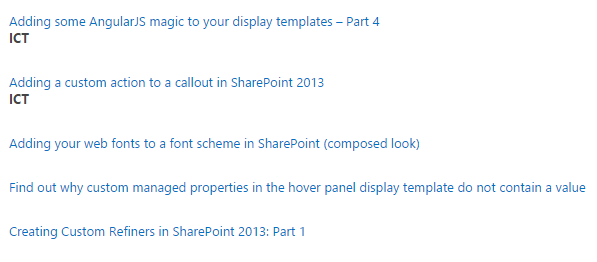 Adding some AngularJS magic to your display templates – Part 4
ICT
Adding a custom action to a callout in SharePoint 2013
ICT
Adding your web fonts to a font scheme in SharePoint (composed look)
Find out why custom managed properties in the hover panel display template do not contain a value
Creating Custom Refiners in SharePoint 2013: Part 1